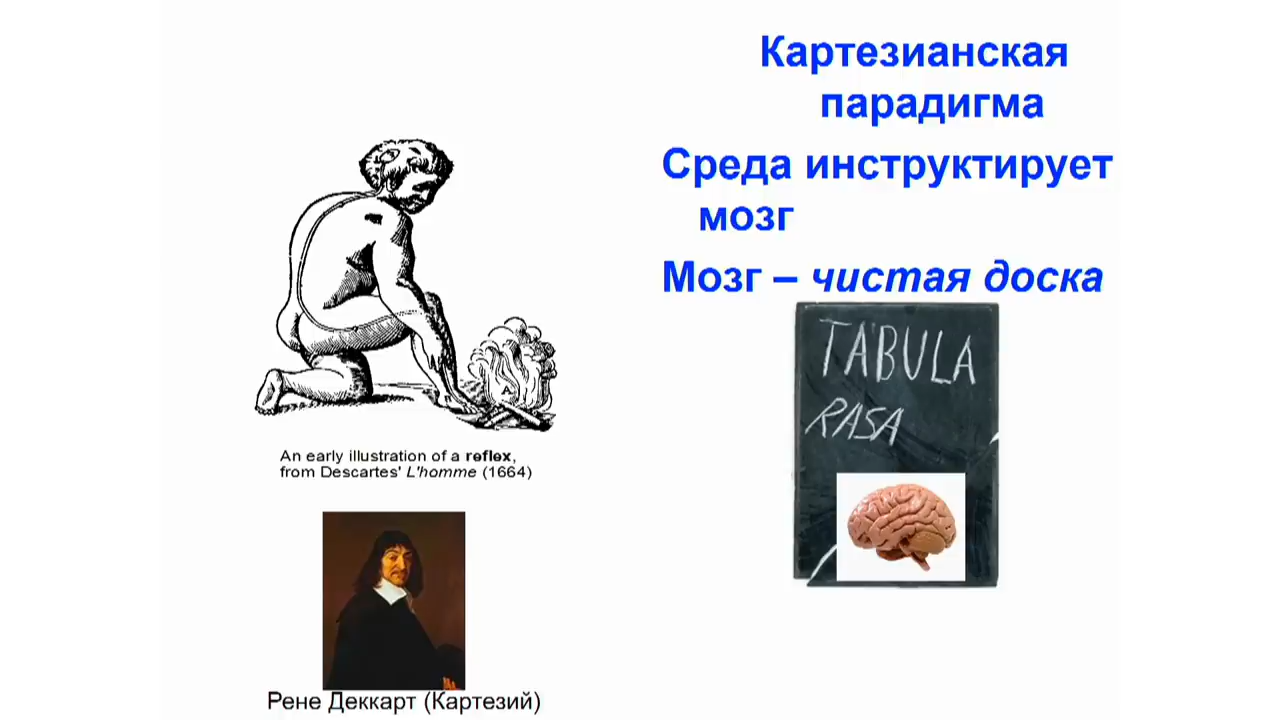 Картезианская
парадигма
Среда инструктирует
мозг
Мозг – чистая доска
TABULA
RASA
An early illustration of a reflex,
from Descartes' L'homme (1664)
Рене Деккарт (Картезий)